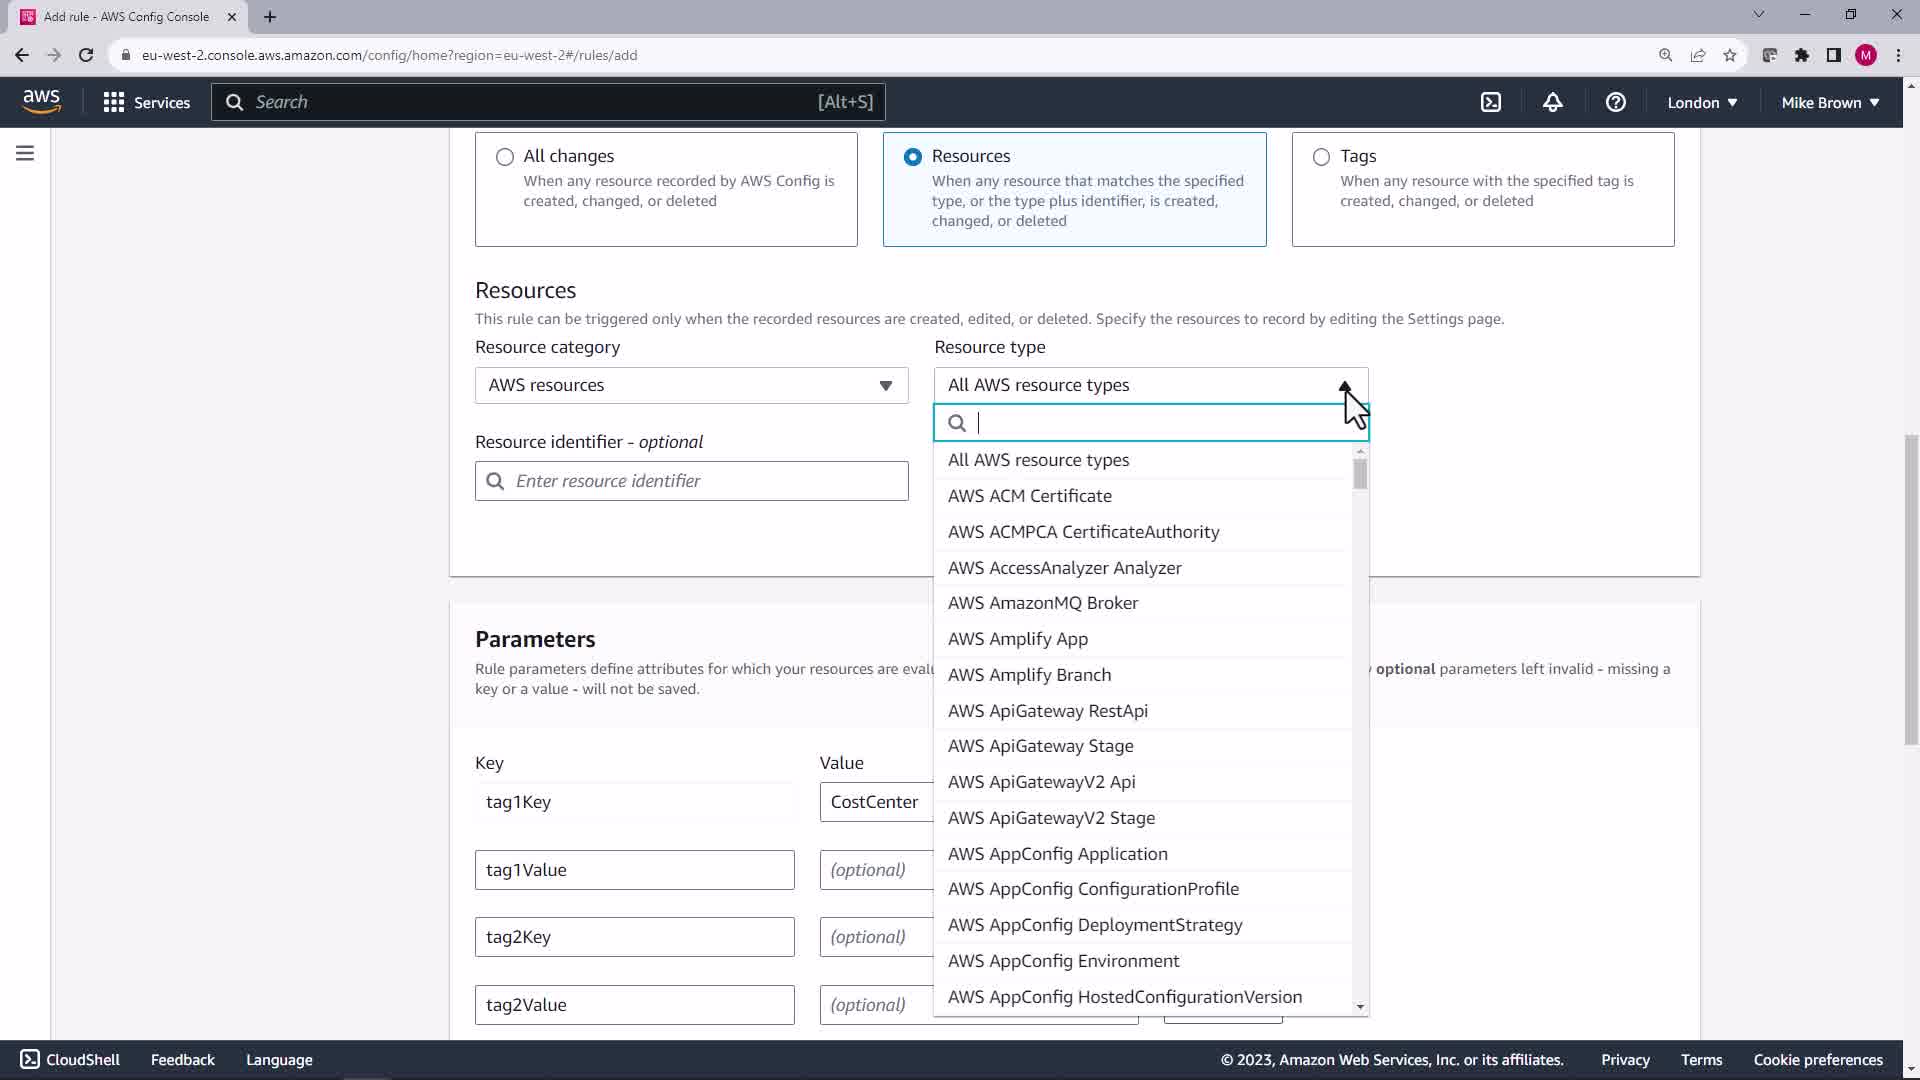 Add rule - AWS Config Console
eu-west-2.console.aws.amazon.com/config/home?region=eu-west-2#/rules/add
M
aws
Services
Search
[Alt+S]
London
Mike Brown
All changes
When any resource recorded by AWS Config is
created, changed, or deleted
Resources
When any resource that matches the specified
type, or the type plus identifier, is created,
changed, or deleted
Tags
When any resource with the specified tag is
created, changed, or deleted
Resources
This rule can be triggered only when the recorded resources are created, edited, or deleted. Specify the resources to record by editing the Settings page.
Resource category
AWS resources
Resource type
All AWS resource types
Resource identifier - optional
Enter resource identifier
All AWS resource types
AWS ACM Certificate
AWS ACMPCA CertificateAuthority
AWS AccessAnalyzer Analyzer
AWS AmazonMQ Broker
AWS Amplify App
AWS Amplify Branch
AWS ApiGateway RestApi
AWS ApiGateway Stage
AWS ApiGatewayV2 Api
AWS ApiGatewayV2 Stage
AWS AppConfig Application
AWS AppConfig ConfigurationProfile
AWS AppConfig DeploymentStrategy
AWS AppConfig Environment
AWS AppConfig HostedConfigurationVersion
Parameters
Rule parameters define attributes for which your resources are optional parameters left invalid - missing a
key or a value - will not be saved.
Key
Value
tag1Key
CostCenter
tag1Value
(optional)
tag2Key
(optional)
tag2Value
(optional)
CloudShell
Feedback
Language
© 2023, Amazon Web Services, Inc. or its affiliates.
Privacy
Terms
Cookie preferences